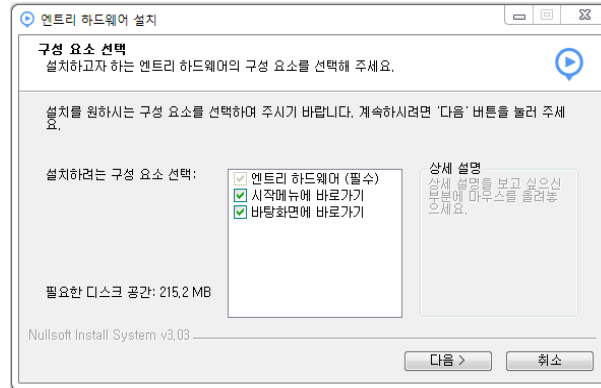 엔트리 하드웨어 설치
구성 요소 선택
설치하고자 하는 엔트리 하드웨어의 구성 요소를 선택해 주세요.
설치를 원하시는 구성 요소를 선택하여 주시기 바랍니다. 계속하시려면 '다음' 버튼을 눌러 주세
요.
설치하려는 구성 요소 선택:
엔트리 하드웨어 (필수)
시작메뉴에 바로가기
바탕화면에 바로가기
상세 설명
상세 설명을 보고 싶으신
부분에 마우스를 올려놓
으세요.
필요한 디스크 공간: 215.2 MB
Nullsoft Install System v3.03
다음 >
취소